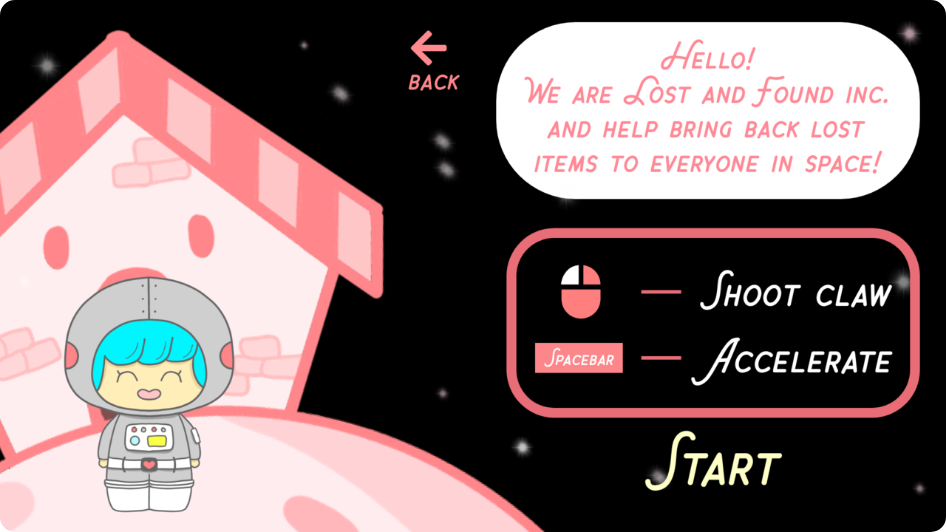 BACK
HELLO!
WE ARE LOST AND FOUND INC.
AND HELP BRING BACK LOST
ITEMS TO EVERYONE IN SPACE!
SHOOT CLAW
SPACEBAR — ACCELERATE
START